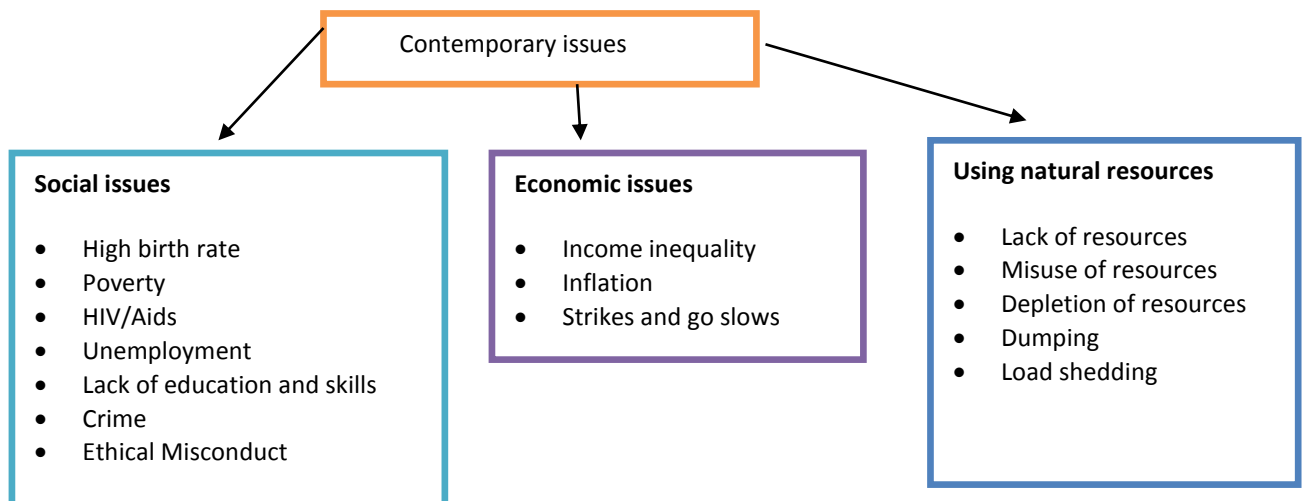 Contemporary issues
Social issues
• High birth rate
• Poverty
• HIV/Aids
• Unemployment
• Lack of education and skills
• Crime
• Ethical Misconduct
Economic issues
• Income inequality
• Inflation
• Strikes and go slows
Using natural resources
• Lack of resources
• Misuse of resources
• Depletion of resources
• Dumping
• Load shedding